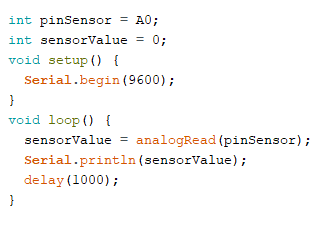 int pinSensor = A0;
int sensorValue = 0;
void setup() {
  Serial.begin(9600);
}
void loop() {
  sensorValue = analogRead(pinSensor);
  Serial.println(sensorValue);
  delay(1000);
}